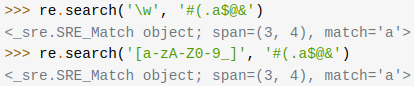 >>> re.search('\w', '#(.a$@&')
<_sre.SRE_Match object; span=(3, 4), match='a'>
>>> re.search('[a-zA-Z0-9_]', '#(.a$@&')
<_sre.SRE_Match object; span=(3, 4), match='a'>